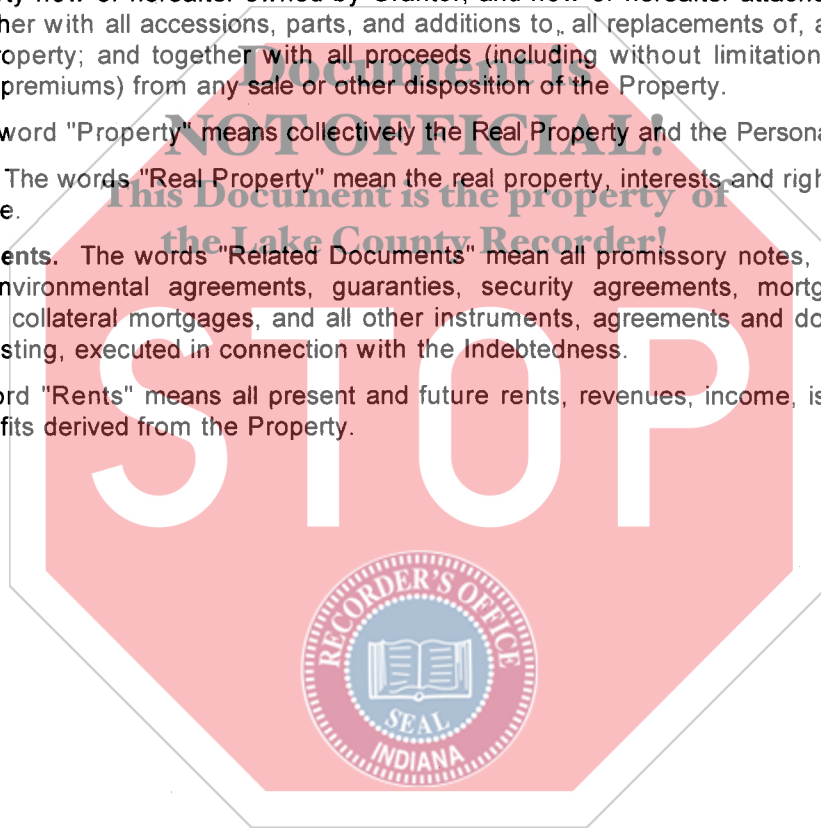 ty now or hereafter owned by Grantor, and now or hereafter attache
her with all accessions, parts, and additions to, all replacements of, a
operty; and together with all proceeds (including without limitation
premiums) from any sale or other disposition of the Property.
Document is
word "Property" means collectively the Real Property and the Persona
NOT OFFICIAL!
The words "Real Property" mean the real property, interests and righ
e.
This Document is the property of
the Lake County Recorder!
ents. The words "Related Documents" mean all promissory notes,
nvironmental agreements, guaranties, security agreements, mortg
collateral mortgages, and all other instruments, agreements and do
sting, executed in connection with the Indebtedness.
ord "Rents" means all present and future rents, revenues, income, is
fits derived from the Property.
STOP
RECORDER'S OFFICE
SEAL
INDIANA